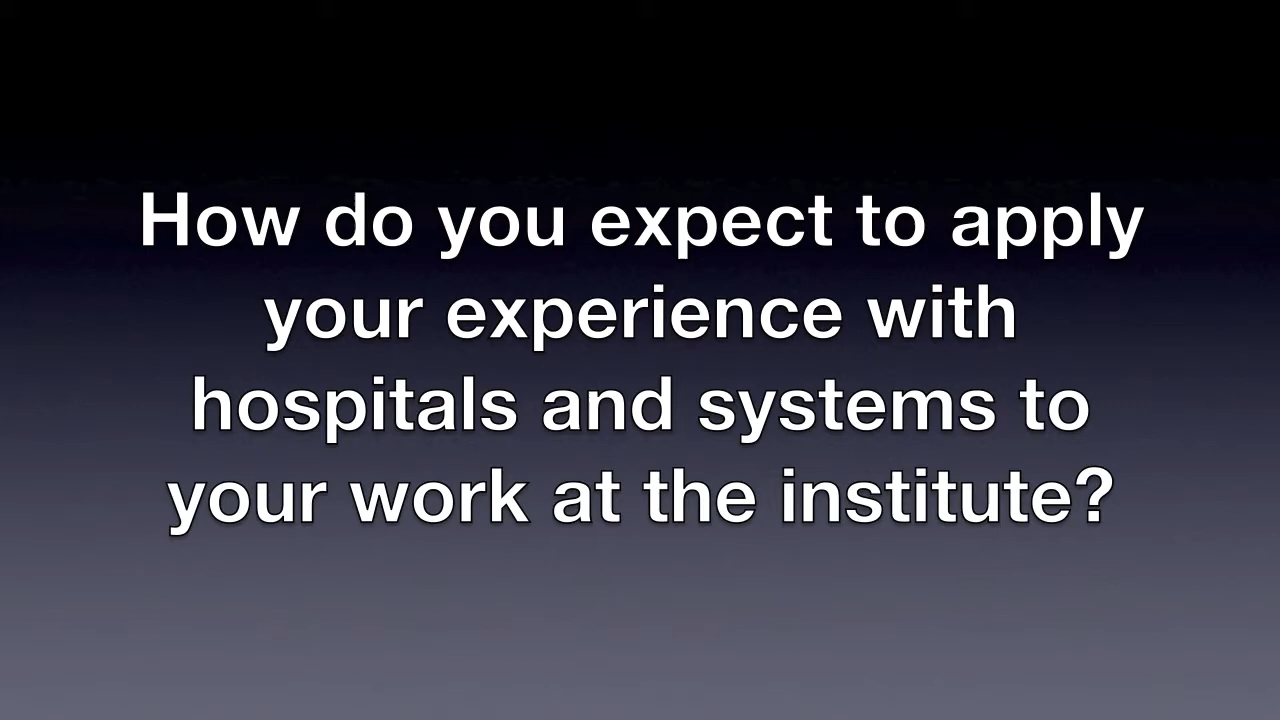 How do you expect to apply
your experience with
hospitals and systems to
your work at the institute?